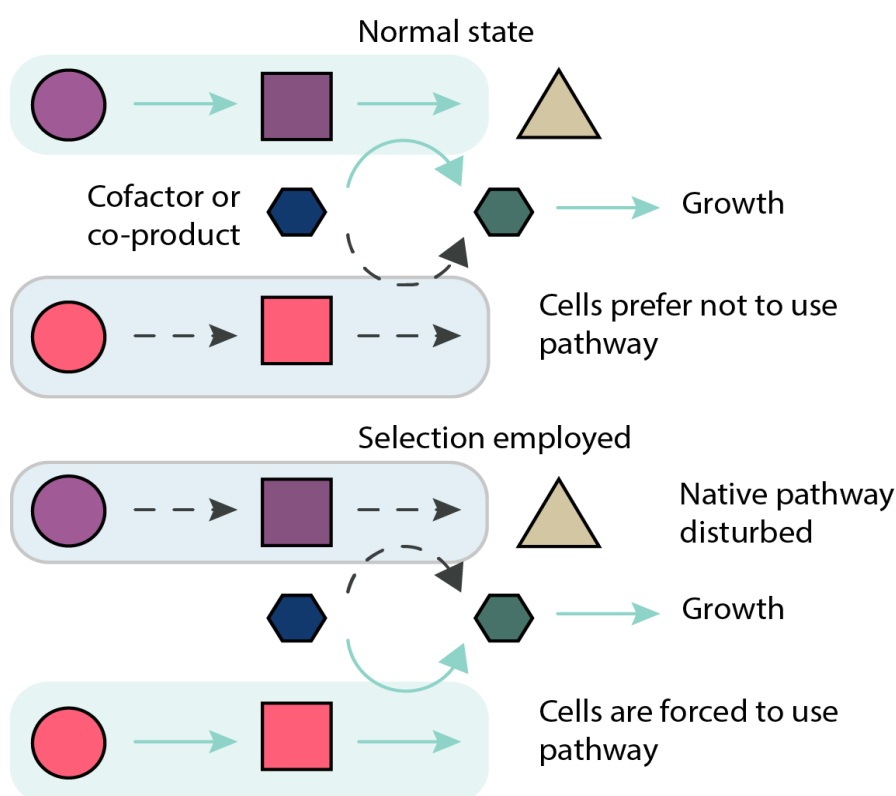 Normal state
Cofactor or
co-product
Growth
Cells prefer not to use
pathway
Selection employed
Native pathway
disturbed
Growth
Cells are forced to use
pathway